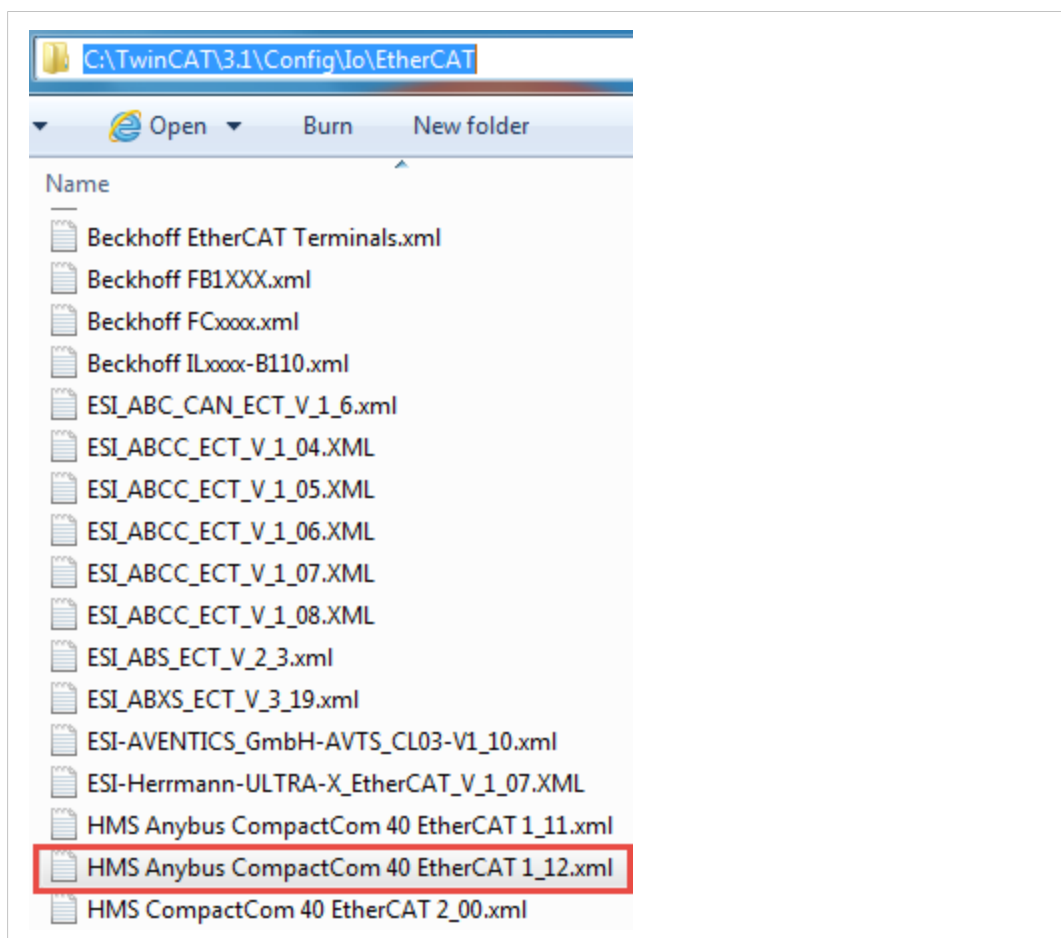 C:\TwinCAT\3.1\Config\Io\EtherCAT
Open Burn New folder
Name
Beckhoff EtherCAT Terminals.xml
Beckhoff FB1XXX.xml
Beckhoff FCxxxx.xml
Beckhoff ILxxxx-B110.xml
ESI_ABC_CAN_ECT_V_1_6.xml
ESI_ABCC_ECT_V_1_04.XML
ESI_ABCC_ECT_V_1_05.XML
ESI_ABCC_ECT_V_1_06.XML
ESI_ABCC_ECT_V_1_07.XML
ESI_ABCC_ECT_V_1_08.XML
ESI_ABS_ECT_V_2_3.xml
ESI_ABXS_ECT_V_3_19.xml
ESI-AVENTICS_GmbH-AVTS_CL03-V1_10.xml
ESI-Herrmann-ULTRA-X_EtherCAT_V_1_07.XML
HMS Anybus CompactCom 40 EtherCAT 1_11.xml
HMS Anybus CompactCom 40 EtherCAT 1_12.xml
HMS CompactCom 40 EtherCAT 2_00.xml